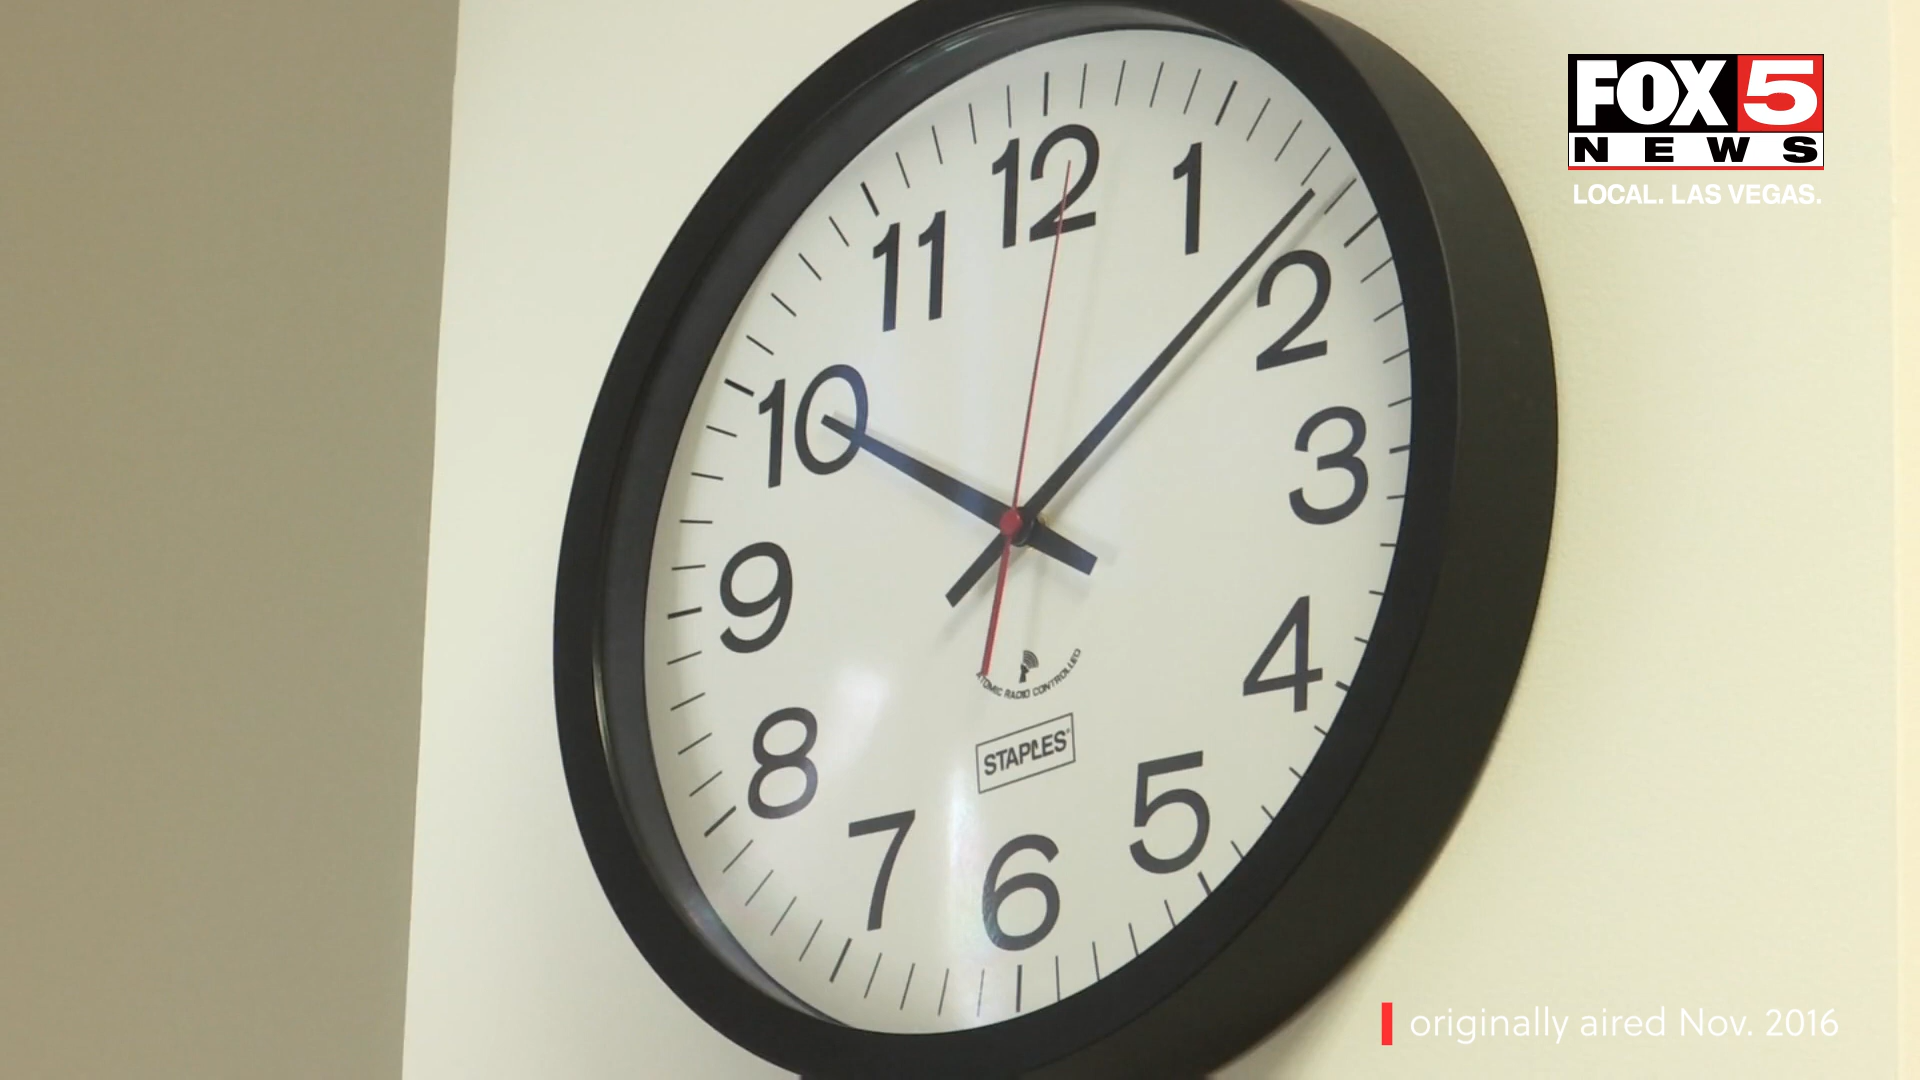 FOX 5
NEWS
LOCAL. LAS VEGAS.
12
1
2
3
4
5
6
7
8
9
10
11
ATOMIC RADIO CONTROLLED
STAPLES
originally aired Nov. 2016